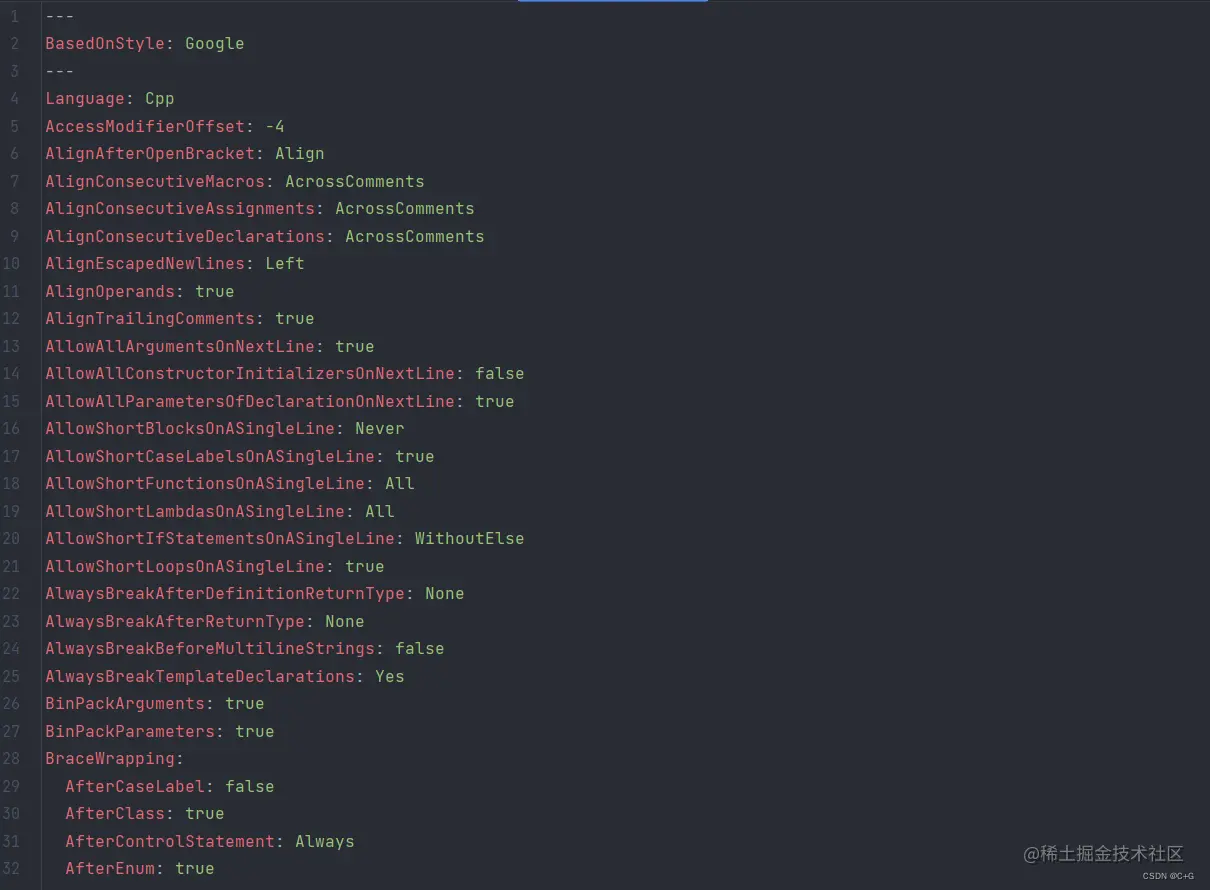 1 ---
2 BasedOnStyle: Google
3 ---
4 Language: Cpp
5 AccessModifierOffset: -4
6 AlignAfterOpenBracket: Align
7 AlignConsecutiveMacros: AcrossComments
8 AlignConsecutiveAssignments: AcrossComments
9 AlignConsecutiveDeclarations: AcrossComments
10 AlignEscapedNewlines: Left
11 AlignOperands: true
12 AlignTrailingComments: true
13 AllowAllArgumentsOnNextLine: true
14 AllowAllConstructorInitializersOnNextLine: false
15 AllowAllParametersOfDeclarationOnNextLine: true
16 AllowShortBlocksOnASingleLine: Never
17 AllowShortCaseLabelsOnASingleLine: true
18 AllowShortFunctionsOnASingleLine: All
19 AllowShortLambdasOnASingleLine: All
20 AllowShortIfStatementsOnASingleLine: WithoutElse
21 AllowShortLoopsOnASingleLine: true
22 AlwaysBreakAfterDefinitionReturnType: None
23 AlwaysBreakAfterReturnType: None
24 AlwaysBreakBeforeMultilineStrings: false
25 AlwaysBreakTemplateDeclarations: Yes
26 BinPackArguments: true
27 BinPackParameters: true
28 BraceWrapping:
29   AfterCaseLabel: false
30   AfterClass: true
31   AfterControlStatement: Always
32   AfterEnum: true
@稀土掘金技术社区
CSDN @C+G